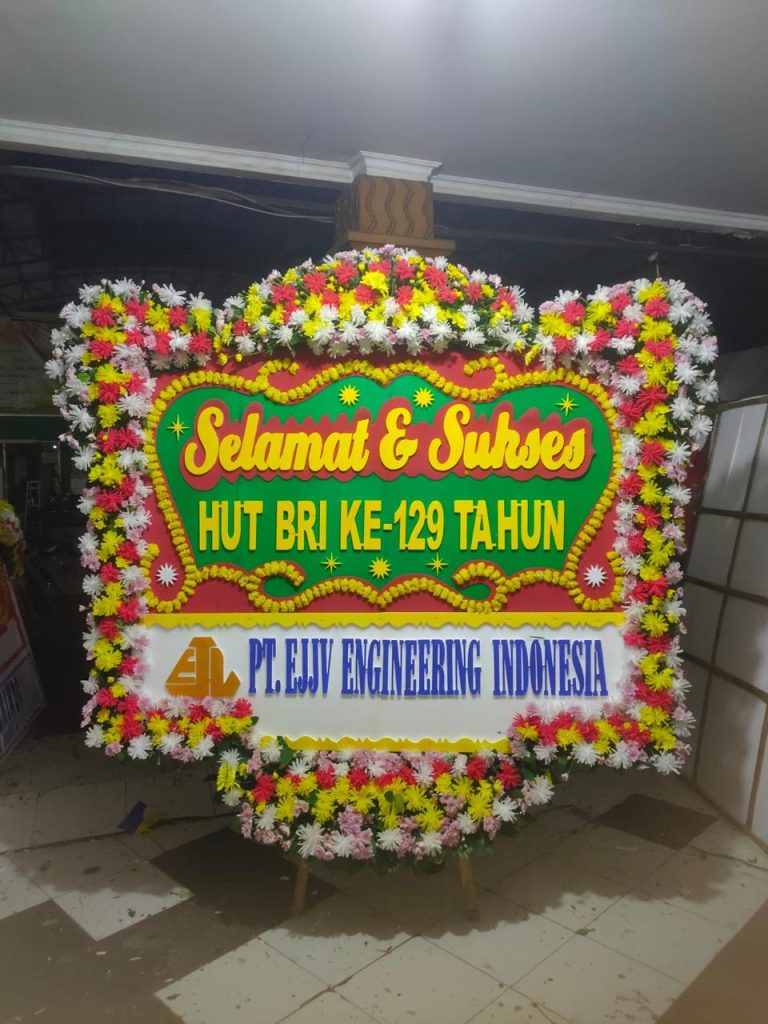 Selamat & Sukses
HUT BRI KE-129 TAHUN
PT. EJJV ENGINEERING INDONESIA